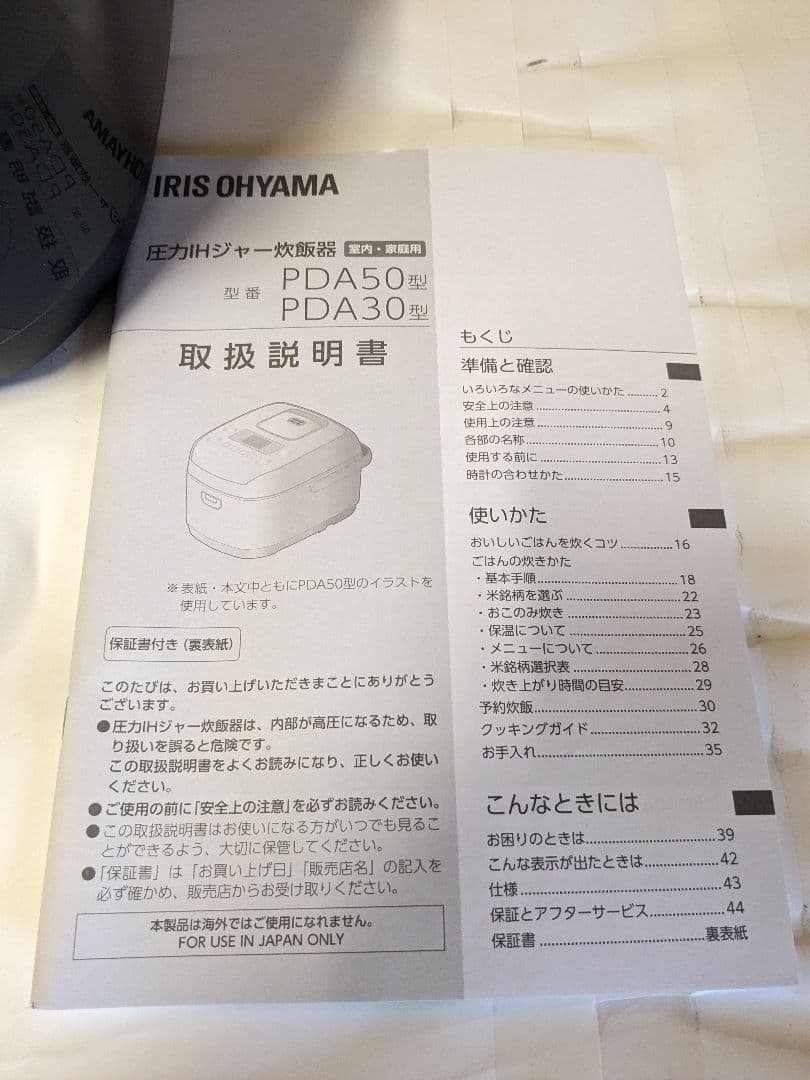 IRIS OHYAMA
圧力IHジャー炊飯器 室内・家庭用
型番 PDA50型
PDA30型
取扱説明書
※表紙・本文中ともにPDA50型のイラストを
使用しています。
保証書付き(裏表紙)
このたびは、お買い上げいただきまことにありがとう
ございます。
●圧力IHジャー炊飯器は、内部が高圧になるため、取
り扱いを誤ると危険です。
この取扱説明書をよくお読みになり、正しくお使い
ください。
●ご使用の前に「安全上の注意」を必ずお読みください。
●この取扱説明書はお使いになる方がいつでも見るこ
とができるよう、大切に保管してください。
●「保証書」は「お買い上げ日」「販売店名」の記入を
必ず確かめ、販売店からお受け取りください。
本製品は海外ではご使用になれません。
FOR USE IN JAPAN ONLY
もくじ
準備と確認
いろいろなメニューの使いかた..........2
安全上の注意..........4
使用上の注意..........9
各部の名称..........10
使用する前に..........13
時計の合わせかた..........15
使いかた
おいしいごはんを炊くコツ..........16
ごはんの炊きかた
・基本手順..........18
・米銘柄を選ぶ..........22
・おこのみ炊き..........23
・保温について..........25
・メニューについて..........26
・米銘柄選択表..........28
・炊き上がり時間の目安..........29
予約炊飯..........30
クッキングガイド..........32
お手入れ..........35
こんなときには
お困りのときは..........39
こんな表示が出たときは..........42
仕様..........43
保証とアフターサービス..........44
保証書..........裏表紙